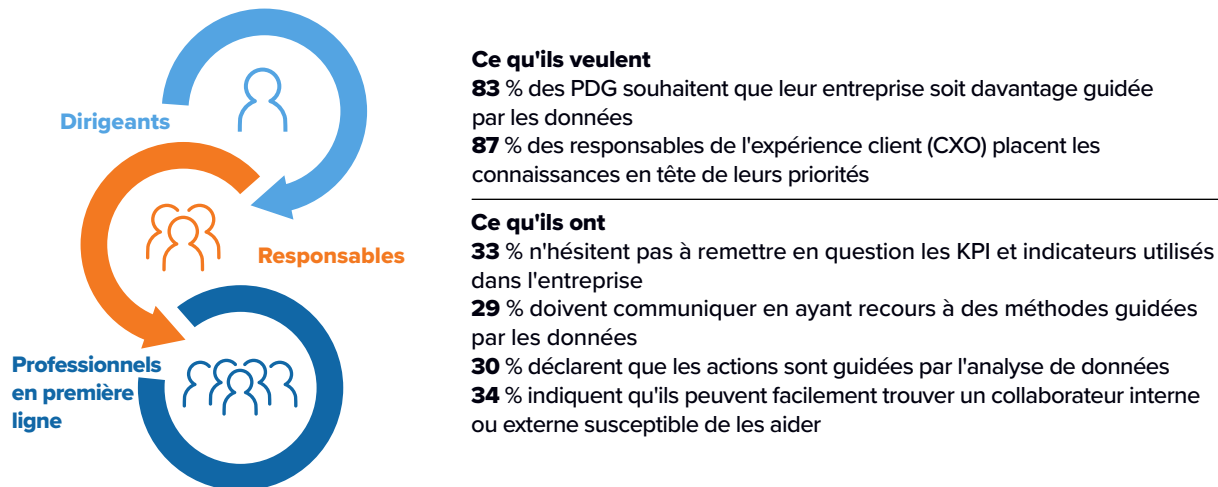 Dirigeants
Responsables
Professionnels
en première
ligne
Ce qu'ils veulent
83 % des PDG souhaitent que leur entreprise soit davantage guidée
par les données
87 % des responsables de l'expérience client (CXO) placent les
connaissances en tête de leurs priorités
Ce qu'ils ont
33 % n'hésitent pas à remettre en question les KPI et indicateurs utilisés
dans l'entreprise
29 % doivent communiquer en ayant recours à des méthodes guidées
par les données
30 % déclarent que les actions sont guidées par l'analyse de données
34 % indiquent qu'ils peuvent facilement trouver un collaborateur interne
ou externe susceptible de les aider